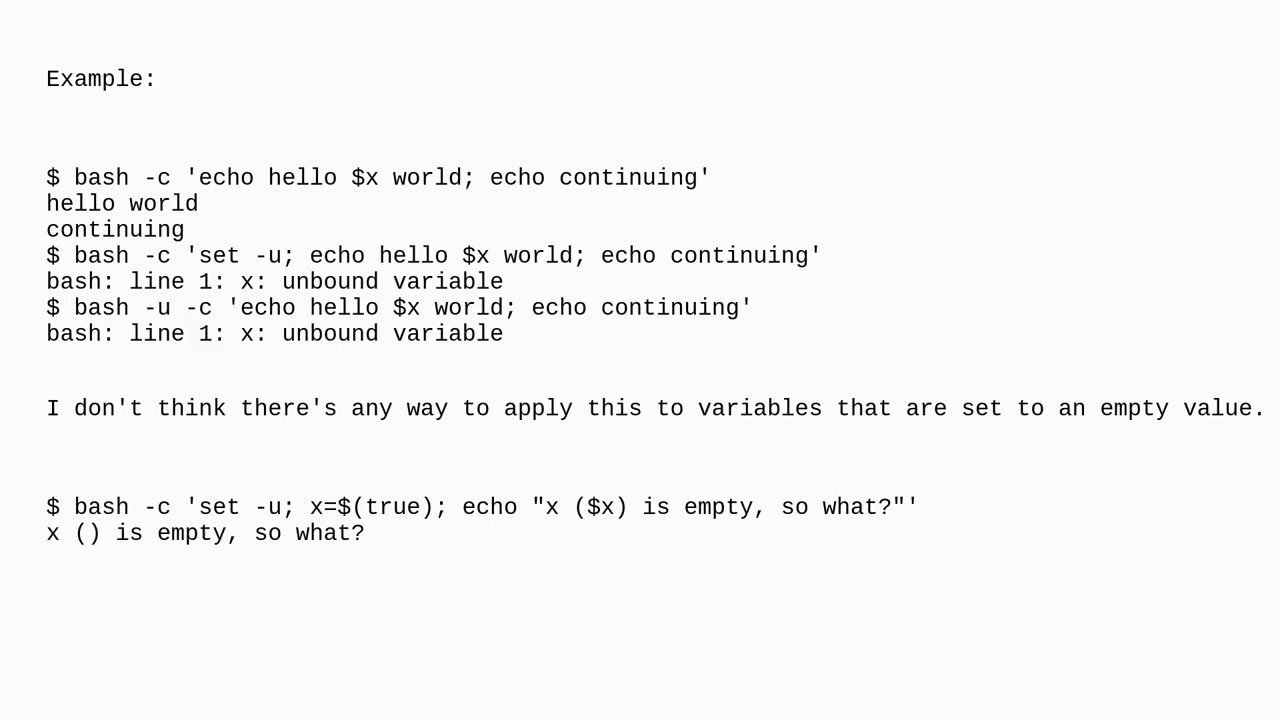 Example:
$ bash -c 'echo hello $x world; echo continuing'
hello world
continuing
$ bash -c 'set -u; echo hello $x world; echo continuing'
bash: line 1: x: unbound variable
$ bash -u -c 'echo hello $x world; echo continuing'
bash: line 1: x: unbound variable
I don't think there's any way to apply this to variables that are set to an empty value.
$ bash -c 'set -u; x=$(true); echo "x ($x) is empty, so what?"'
x () is empty, so what?